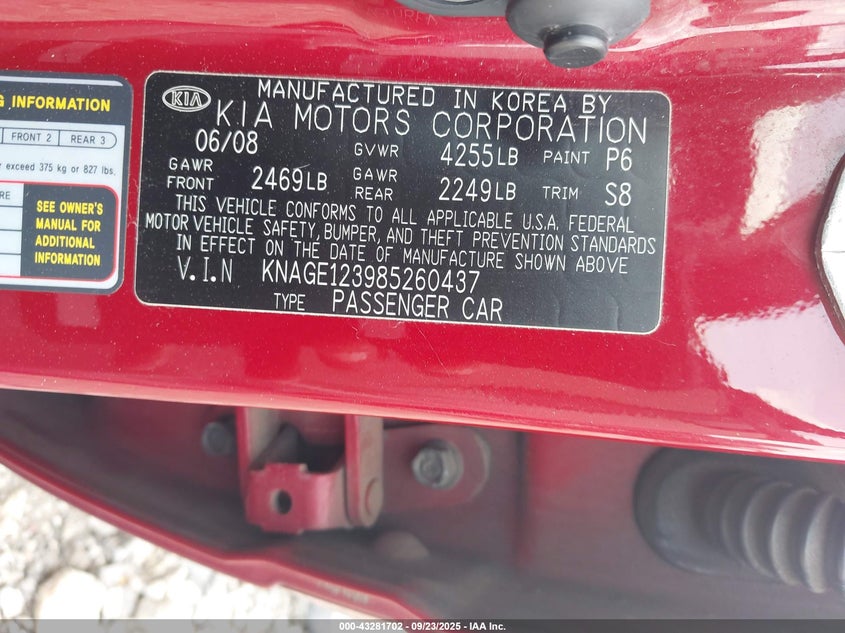 G INFORMATION
FRONT 2 REAR 3
exceed 375 kg or 827 lbs.
SEE OWNER'S
MANUAL FOR
ADDITIONAL
INFORMATION
KIA
MANUFACTURED IN KOREA BY
KIA MOTORS CORPORATION
06/08 GVWR 4255LB PAINT P6
GAWR FRONT 2469LB GAWR REAR 2249LB TRIM S8
THIS VEHICLE CONFORMS TO ALL APPLICABLE U.S.A. FEDERAL
MOTOR VEHICLE SAFETY, BUMPER, AND THEFT PREVENTION STANDARDS
IN EFFECT ON THE DATE OF MANUFACTURE SHOWN ABOVE
V.I.N KNAGE123985260437
TYPE PASSENGER CAR
000-43281702 - 09/23/2025 - IAA Inc.